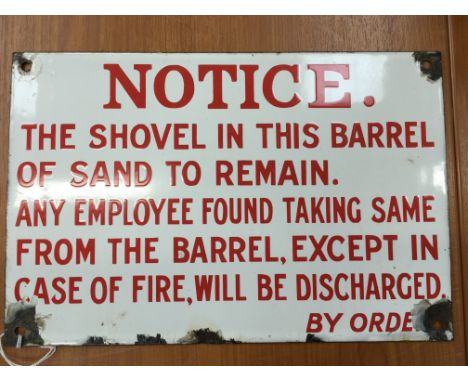 NOTICE.
THE SHOVEL IN THIS BARREL
OF SAND TO REMAIN.
ANY EMPLOYEE FOUND TAKING SAME
FROM THE BARREL, EXCEPT IN
CASE OF FIRE, WILL BE DISCHARGED.
BY ORDE